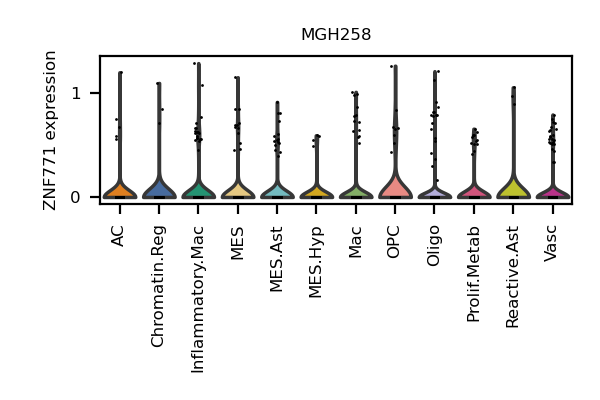 MGH258
ZNF771 expression
1
0
AC
Chromatin.Reg
Inflammatory.Mac
MES
MES.Ast
MES.Hyp
Mac
OPC
Oligo
Prolif.Metab
Reactive.Ast
Vasc